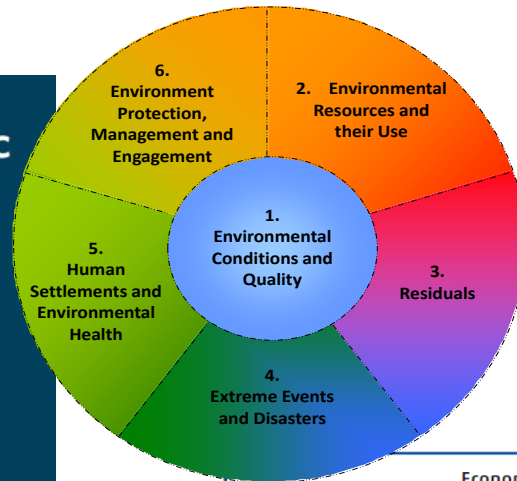 6.
Environment
Protection,
Management and
Engagement
2. Environmental
Resources and
their Use
1.
Environmental
Conditions and
Quality
3.
Residuals
4.
Extreme Events
and Disasters
5.
Human
Settlements and
Environmental
Health